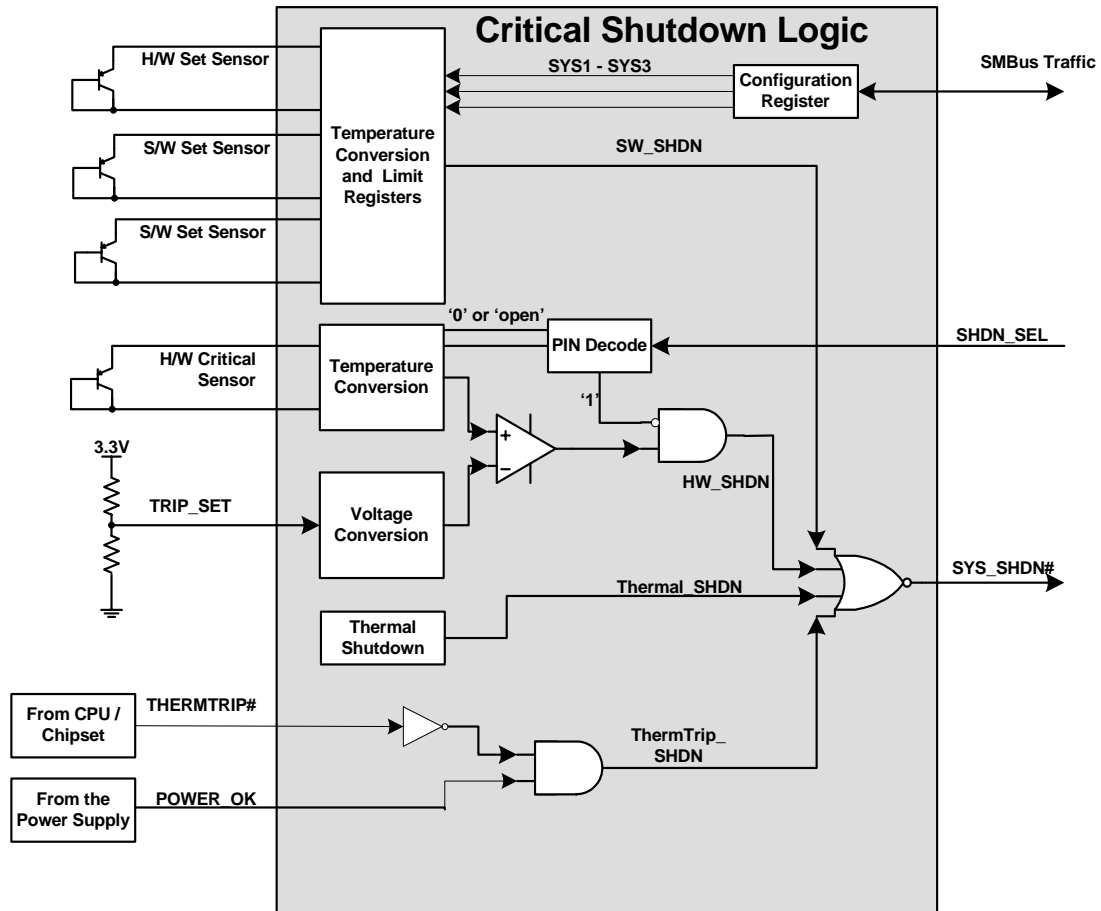 Critical Shutdown Logic
H/W Set Sensor
SYS1 - SYS3
Configuration
Register
SMBus Traffic
S/W Set Sensor
Temperature
Conversion
and Limit
Registers
SW_SHDN
S/W Set Sensor
‘0’ or ‘open’
PIN Decode
SHDN_SEL
H/W Critical
Sensor
Temperature
Conversion
‘1’
+
−
3.3V
TRIP_SET
Voltage
Conversion
HW_SHDN
SYS_SHDN#
Thermal_SHDN
Thermal
Shutdown
From CPU /
Chipset
THERMTRIP#
ThermTrip_
SHDN
From the
Power Supply
POWER_OK